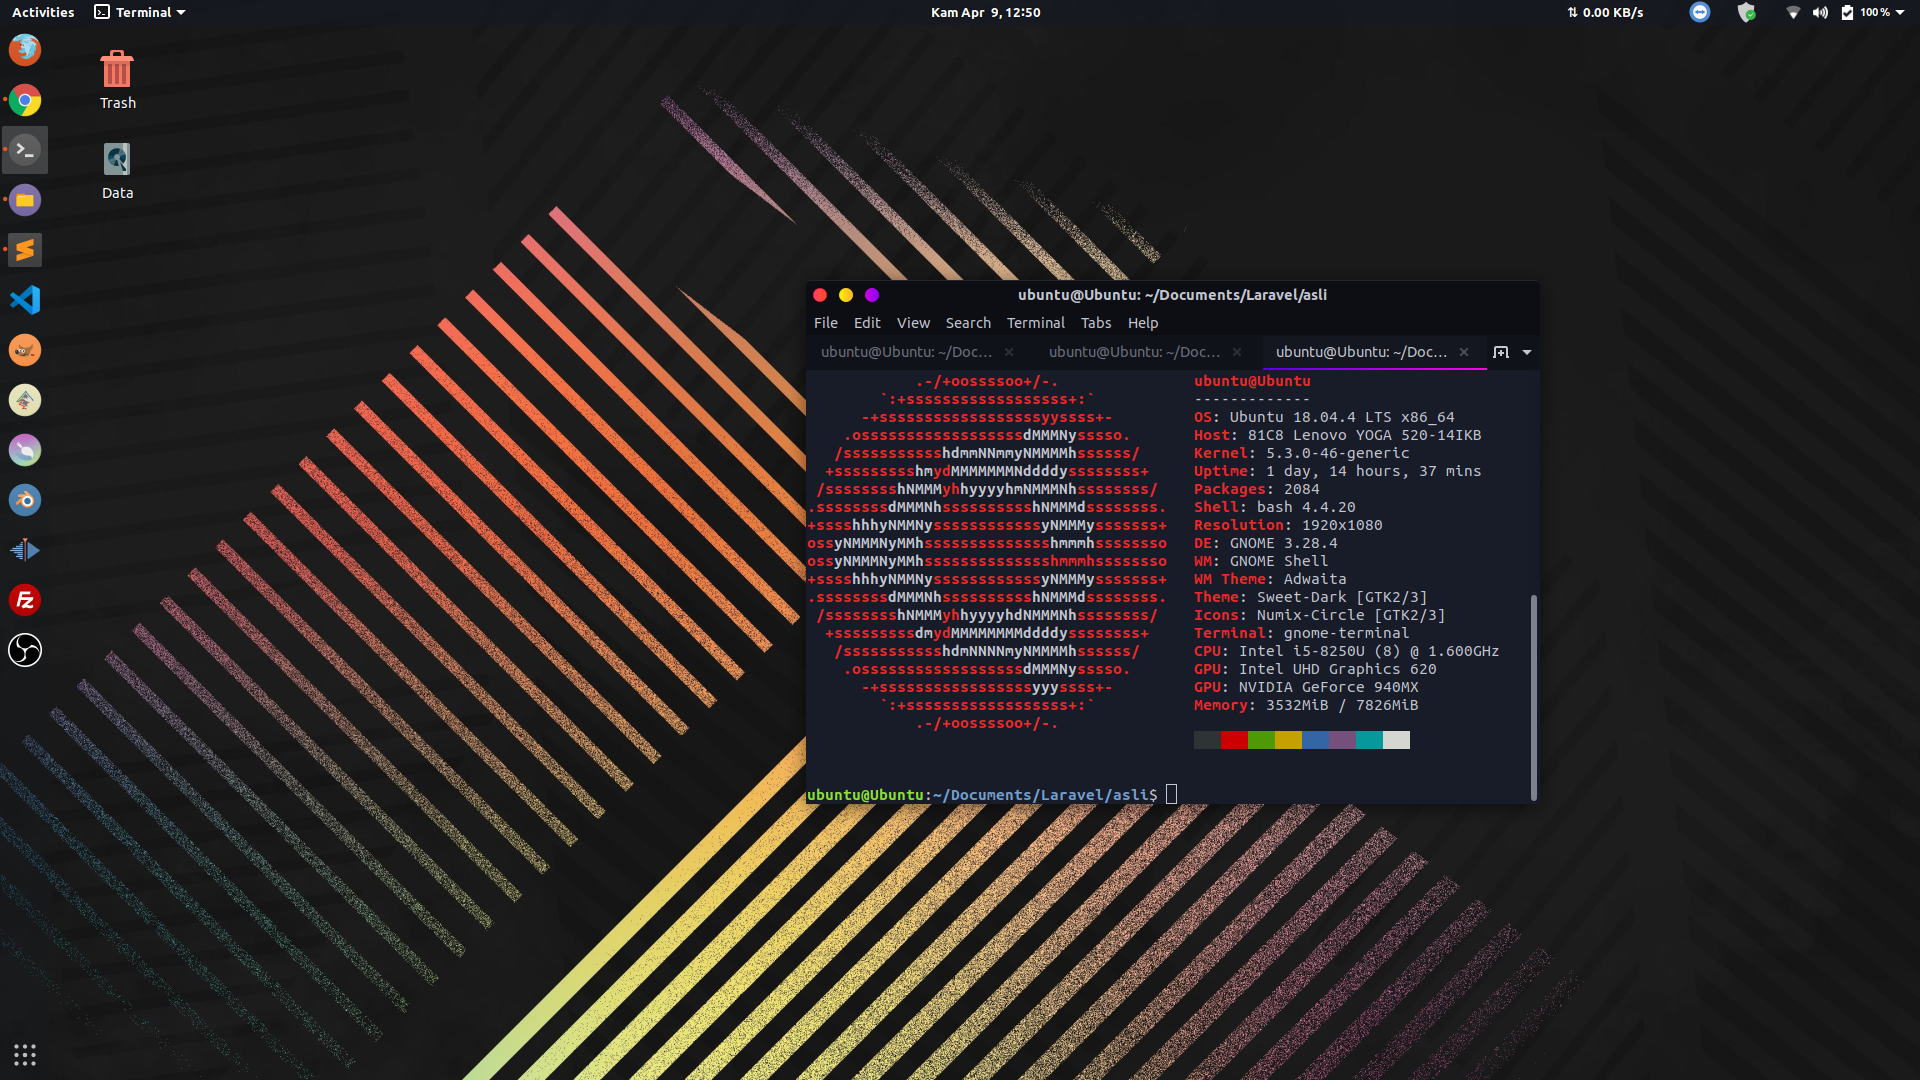 Activities
Terminal
Kam Apr 9, 12:50
0.00 KB/s
100 %
Trash
Data
ubuntu@Ubuntu: ~/Documents/Laravel/asli
File Edit View Search Terminal Tabs Help
ubuntu@Ubuntu: ~/Doc... × ubuntu@Ubuntu: ~/Doc... × ubuntu@Ubuntu: ~/Doc... ×
.-/+oossssoo+/-. ubuntu@Ubuntu
`:+ssssssssssssssssss+:` -------------
-+ssssssssssssssssssyyssss+- OS: Ubuntu 18.04.4 LTS x86_64
.ossssssssssssssssssdMMMNysssso. Host: 81C8 Lenovo YOGA 520-14IKB
/ssssssssssshdmmNNmmyNMMMMhssssss/ Kernel: 5.3.0-46-generic
+ssssssssshmydMMMMMMMNddddyssssssss+ Uptime: 1 day, 14 hours, 37 mins
/sssssssshNMMMyhhyyyyhmNMMMNhssssssss/ Packages: 2084
.ssssssssdMMMNhsssssssssshNMMMdssssssss. Shell: bash 4.4.20
+sssshhhyNMMNyssssssssssssyNMMMysssssss+ Resolution: 1920x1080
ossyNMMMNyMMhsssssssssssssshmmmhssssssso DE: GNOME 3.28.4
ossyNMMMNyMMhsssssssssssssshmmmhssssssso WM: GNOME Shell
+sssshhhyNMMNyssssssssssssyNMMMysssssss+ WM Theme: Adwaita
.ssssssssdMMMNhsssssssssshNMMMdssssssss. Theme: Sweet-Dark [GTK2/3]
/sssssssshNMMMyhhyyyyhdNMMMNhssssssss/ Icons: Numix-Circle [GTK2/3]
+sssssssssdmydMMMMMMMMddddyssssssss+ Terminal: gnome-terminal
/ssssssssssshdmNNNNmyNMMMMhssssss/ CPU: Intel i5-8250U (8) @ 1.600GHz
.ossssssssssssssssssdMMMNysssso. GPU: Intel UHD Graphics 620
-+sssssssssssssssssyyyssss+- GPU: NVIDIA GeForce 940MX
`:+ssssssssssssssssss+:` Memory: 3532MiB / 7826MiB
.-/+oossssoo+/-.
ubuntu@Ubuntu:~/Documents/Laravel/asli$